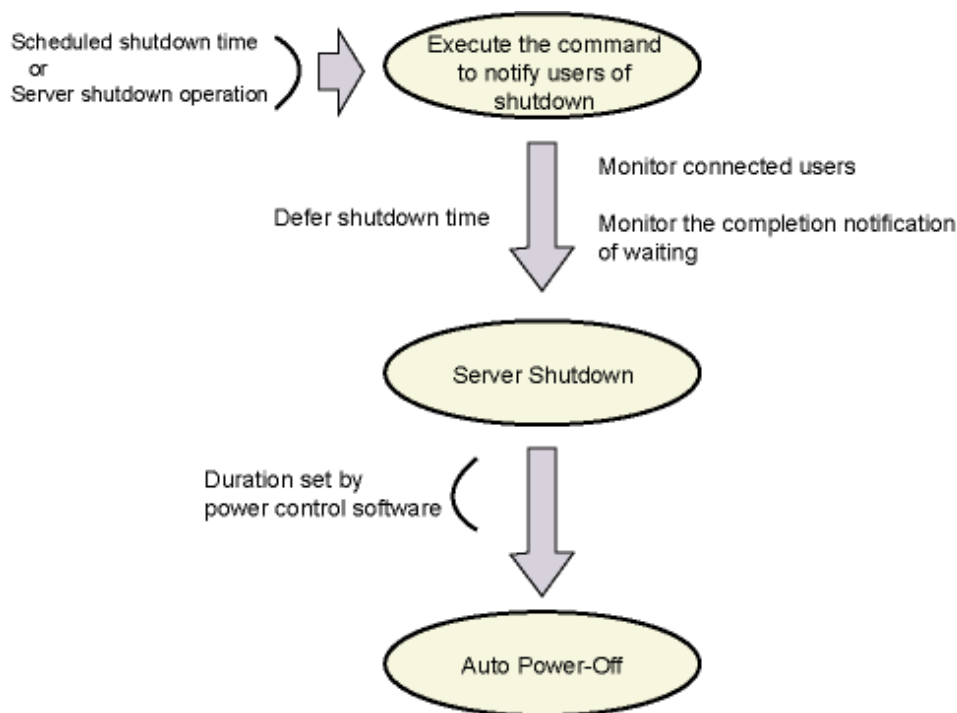 Scheduled shutdown time
or
Server shutdown operation
Execute the command
to notify users of
shutdown
Defer shutdown time
Monitor connected users
Monitor the completion notification
of waiting
Server Shutdown
Duration set by
power control software
Auto Power-Off